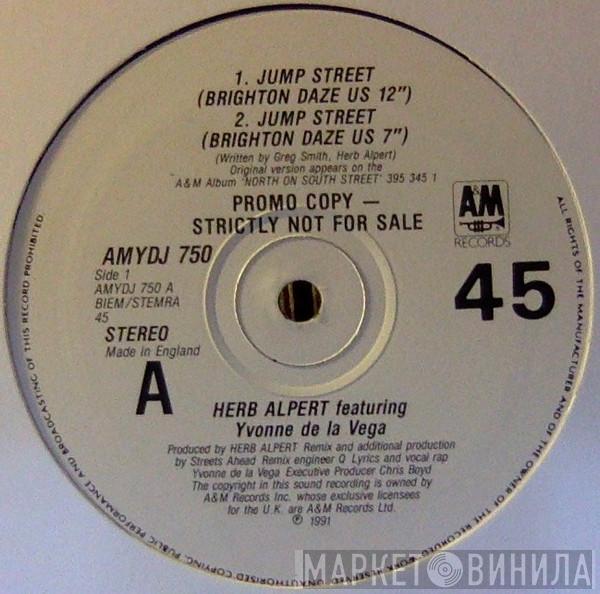 1. JUMP STREET
(BRIGHTON DAZE US 12")
2. JUMP STREET
(BRIGHTON DAZE US 7")
(Written by Greg Smith, Herb Alpert)
Original version appears on the
A&M Album 'NORTH ON SOUTH STREET' 395 345 1
PROMO COPY —
STRICTLY NOT FOR SALE
A&M
RECORDS
AMYDJ 750
Side 1
AMYDJ 750 A
BIEM/STEMRA
45
STEREO
Made in England
A
45
HERB ALPERT featuring
Yvonne de la Vega
Produced by HERB ALPERT Remix and additional production
by Streets Ahead Remix engineer Q Lyrics and vocal rap
Yvonne de la Vega Executive Producer Chris Boyd
The copyright in this sound recording is owned by
A&M Records Inc. whose exclusive licensees
for the U.K. are A&M Records Ltd.
℗ 1991
ALL RIGHTS OF THE MANUFACTURER AND OF THE OWNER OF THE RECORDED WORK RESERVED. UNAUTHORISED COPYING, PUBLIC PERFORMANCE AND BROADCASTING OF THIS RECORD PROHIBITED.
МАРКЕТ ВИНИЛА